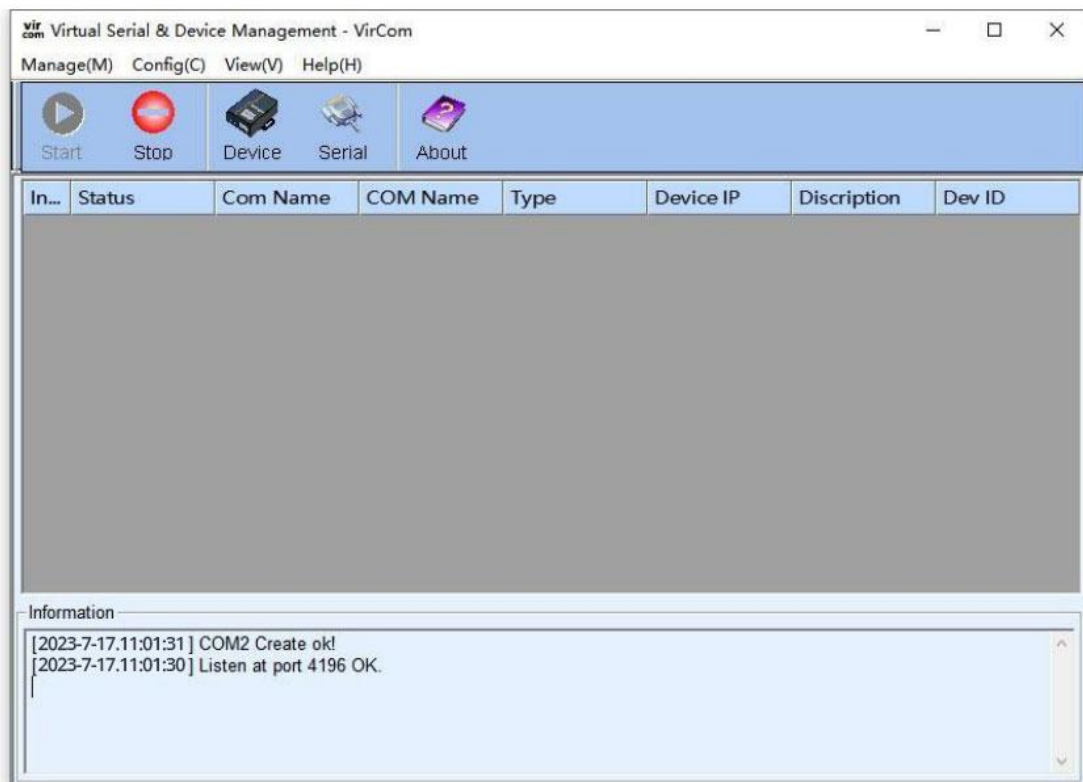 vir com Virtual Serial & Device Management - VirCom
Manage(M) Config(C) View(V) Help(H)
Start Stop Device Serial About
In... Status Com Name COM Name Type Device IP Discription Dev ID
Information
[2023-7-17.11:01:31] COM2 Create ok!
[2023-7-17.11:01:30] Listen at port 4196 OK.